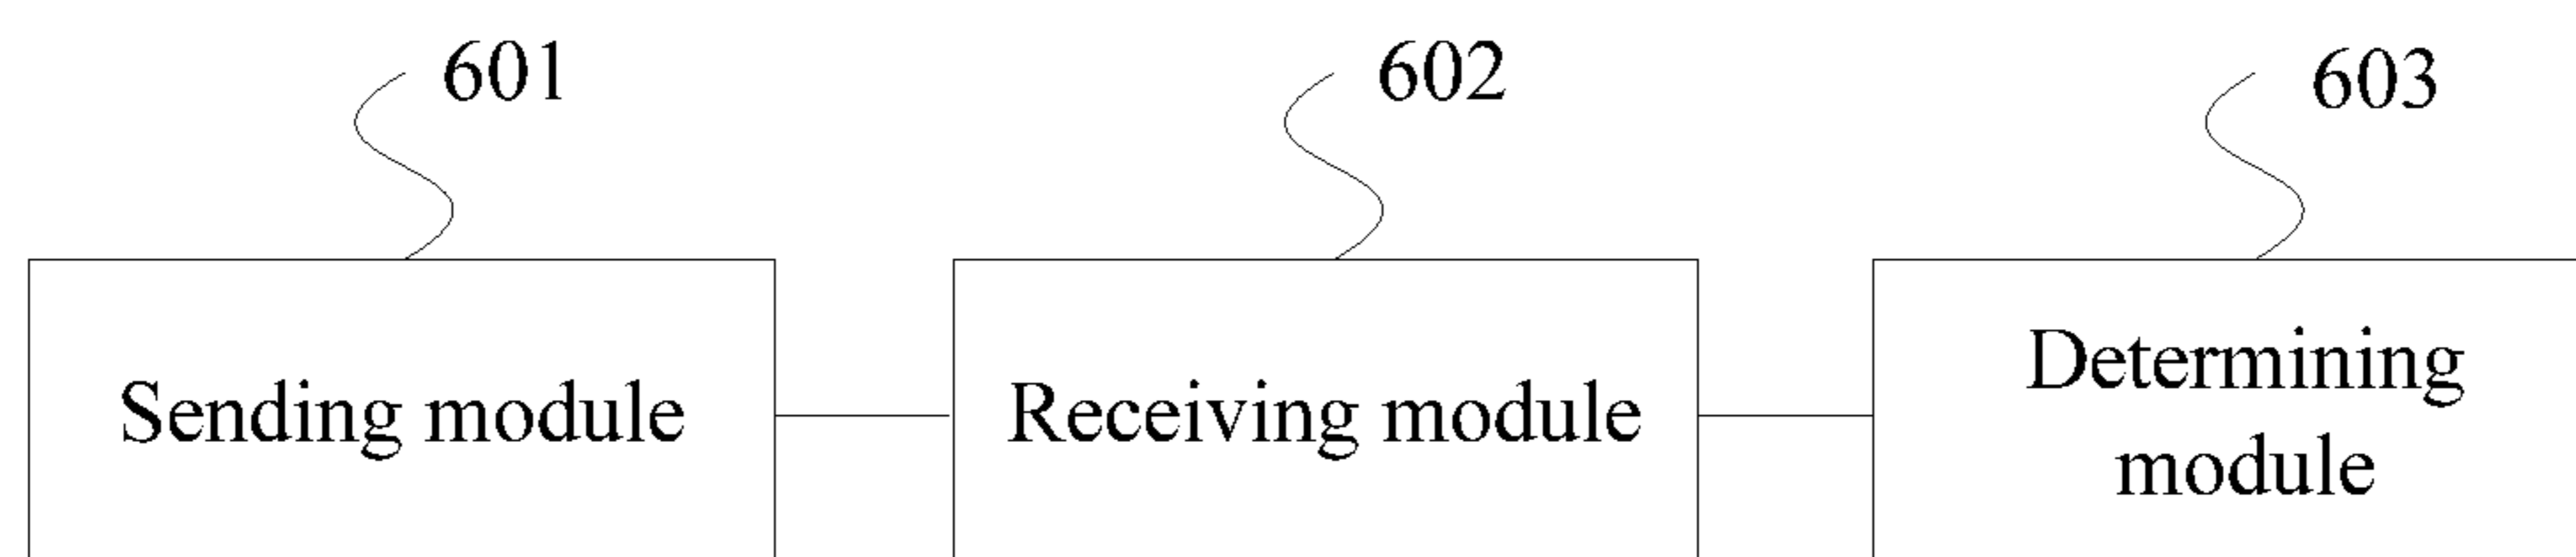 601
602
603
Sending module
Receiving module
Determining
module